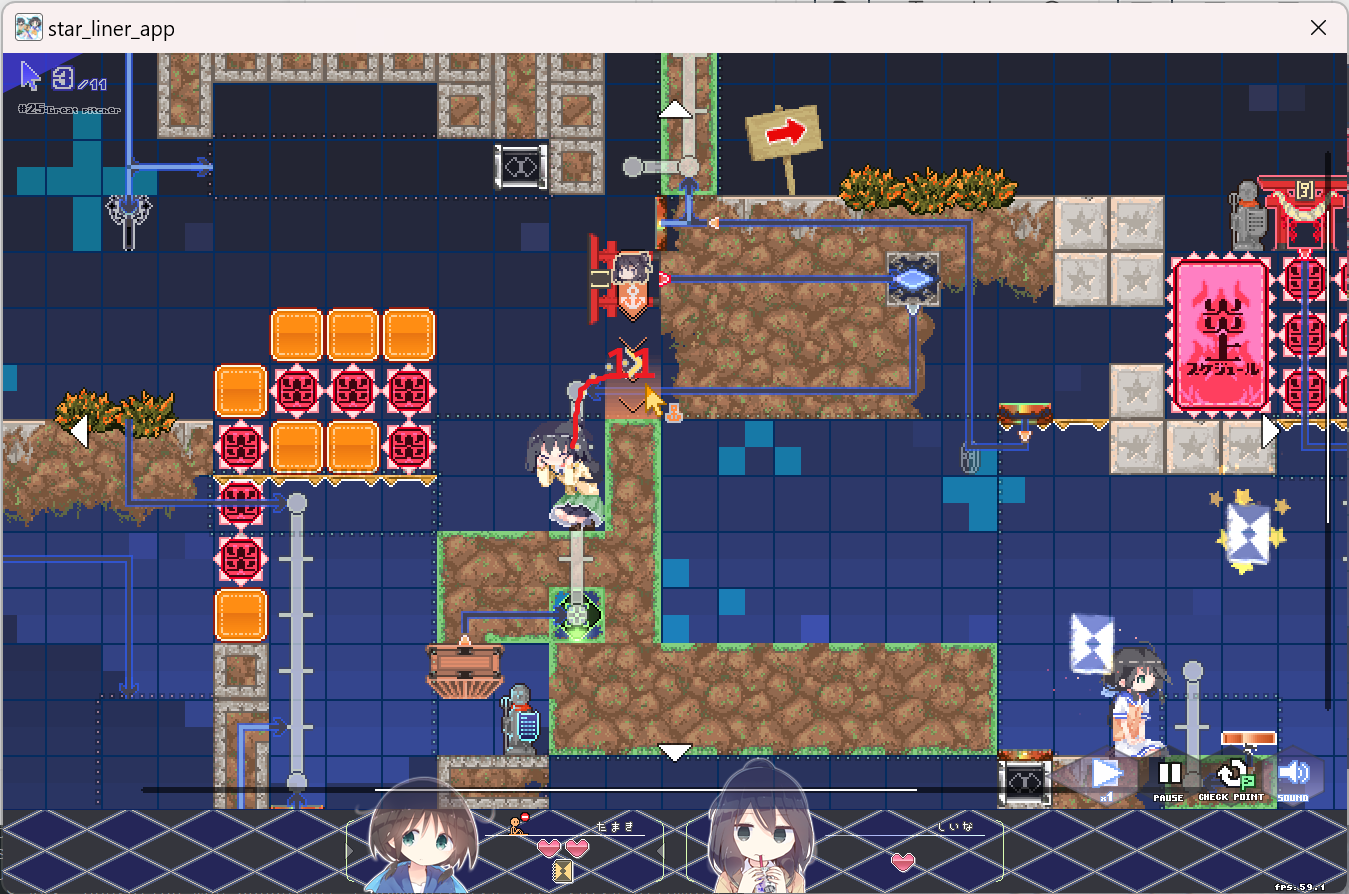 star_liner_app
3/11
#25:Great pitcher
スケジュール
11
x1
PAUSE
CHECK POINT
SOUND
たまき
しいな
fps:59.1